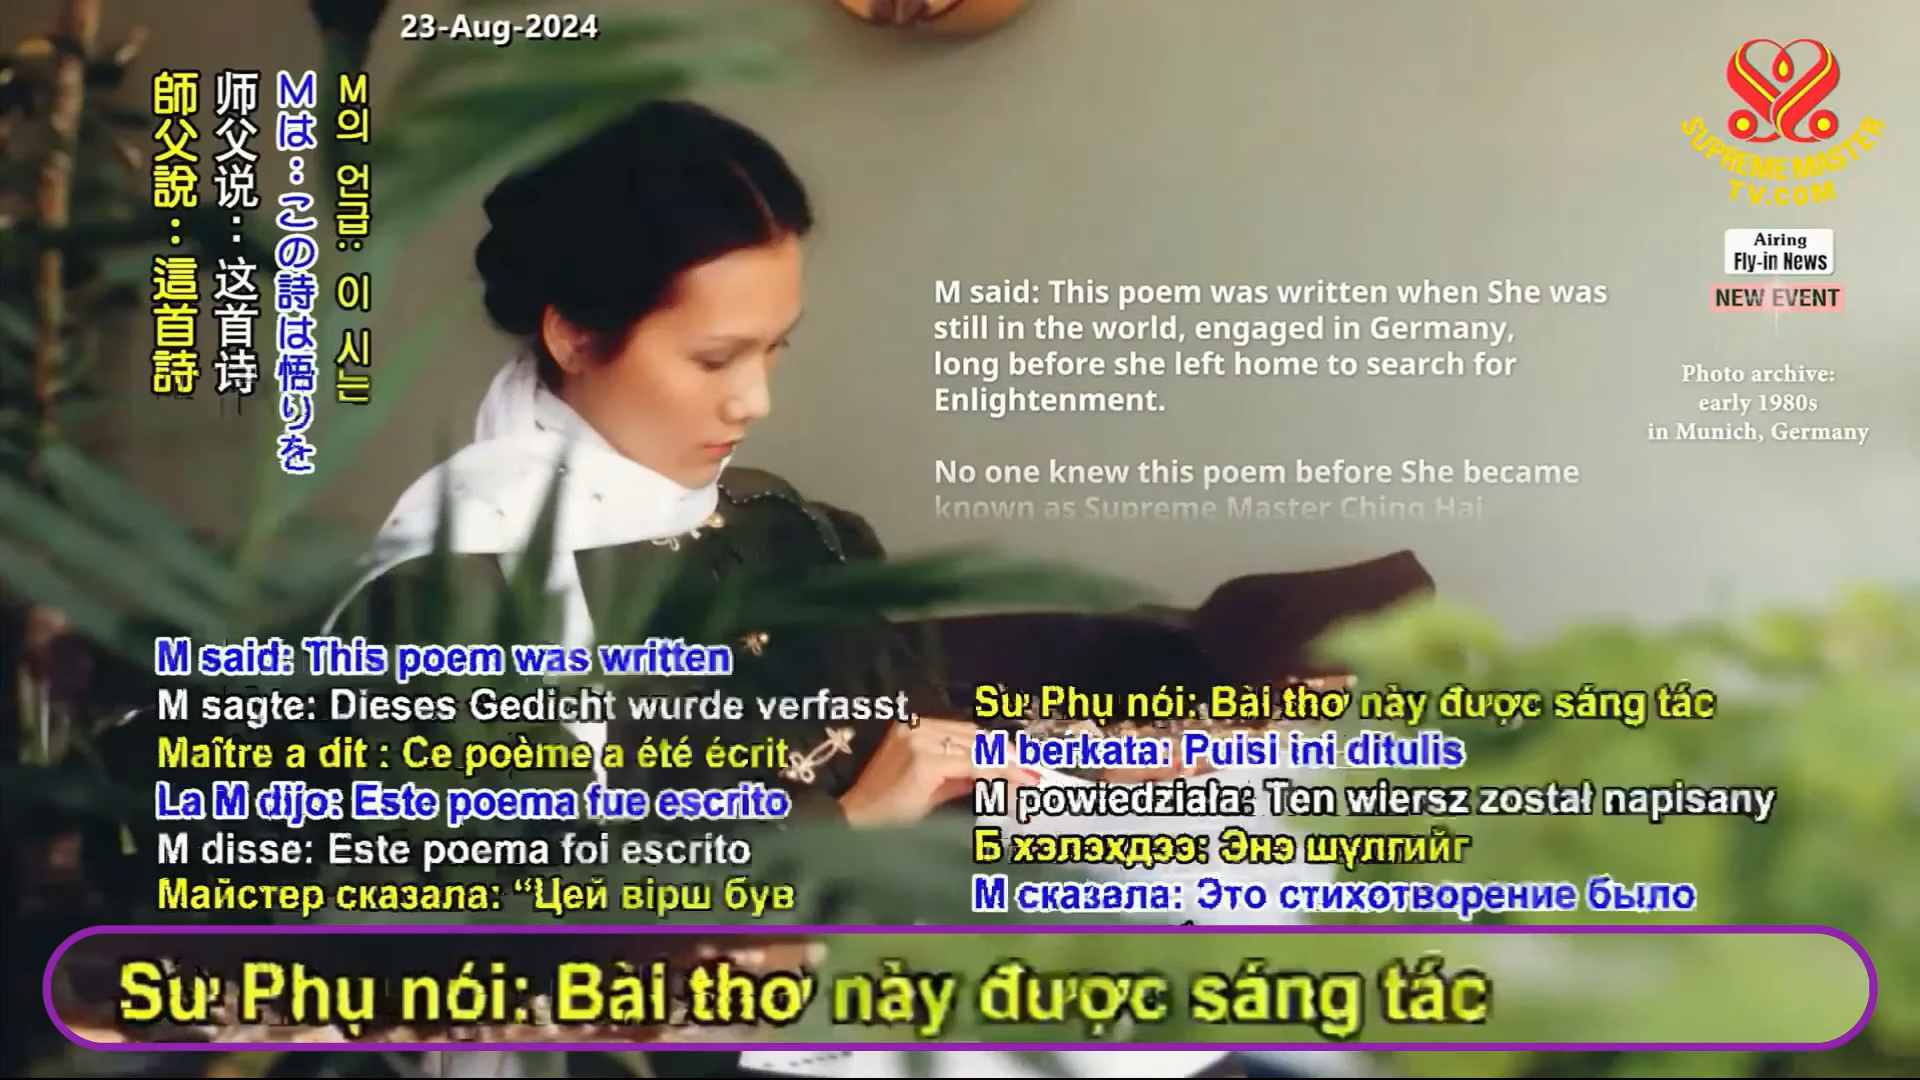 23-Aug-2024
M의 언급: 이 시는
Mは…この詩は悟りを
师父说：这首诗
師父說：這首詩
SUPREME MASTER
TV.COM
Airing
Fly-in News
NEW EVENT
Photo archive:
early 1980s
in Munich, Germany
M said: This poem was written when She was
still in the world, engaged in Germany,
long before she left home to search for
Enlightenment.
No one knew this poem before She became
known as Supreme Master Ching Hai
M said: This poem was written
M sagte: Dieses Gedicht wurde verfasst,
Maître a dit : Ce poème a été écrit
La M dijo: Este poema fue escrito
M disse: Este poema foi escrito
Майстер сказала: “Цей вірш був
Sư Phụ nói: Bài thơ này được sáng tác
M berkata: Puisi ini ditulis
M powiedziała: Ten wiersz został napisany
Б хэлэхдээ: Энэ шүлгийг
М сказала: Это стихотворение было
Sư Phụ nói: Bài thơ này được sáng tác